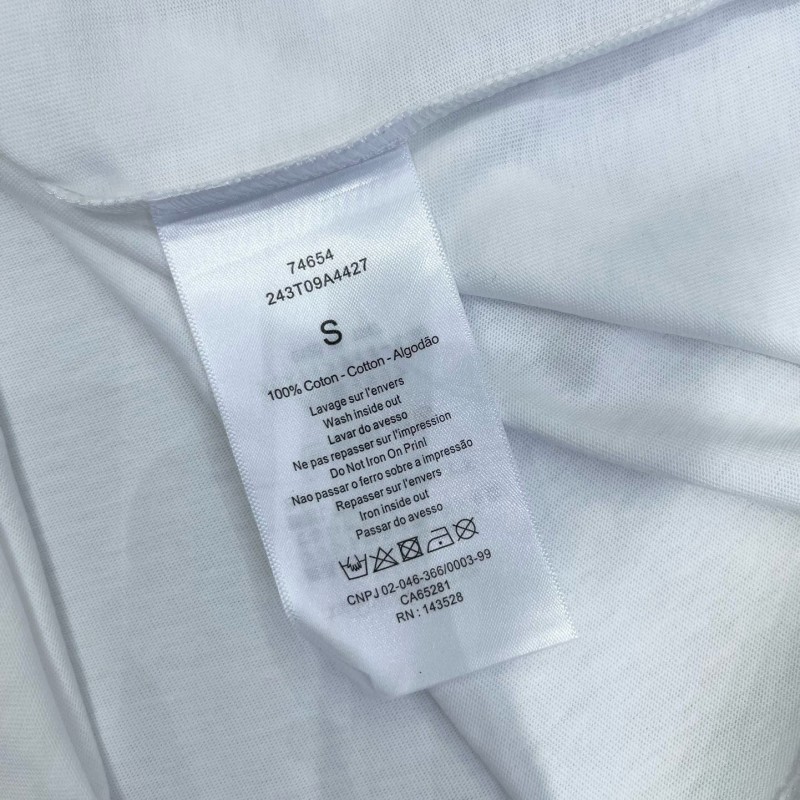 74654
243T09A4427
S
100% Coton - Cotton - Algodão
Lavage sur l'envers
Wash inside out
Lavar do avesso
Ne pas repasser sur l'impression
Do Not Iron On Prinl
Nao passar o ferro sobre a impressão
Repasser sur l'envers
Iron inside out
Passar do avesso
CNPJ 02-046-366/0003-99
CA65281
RN : 143528